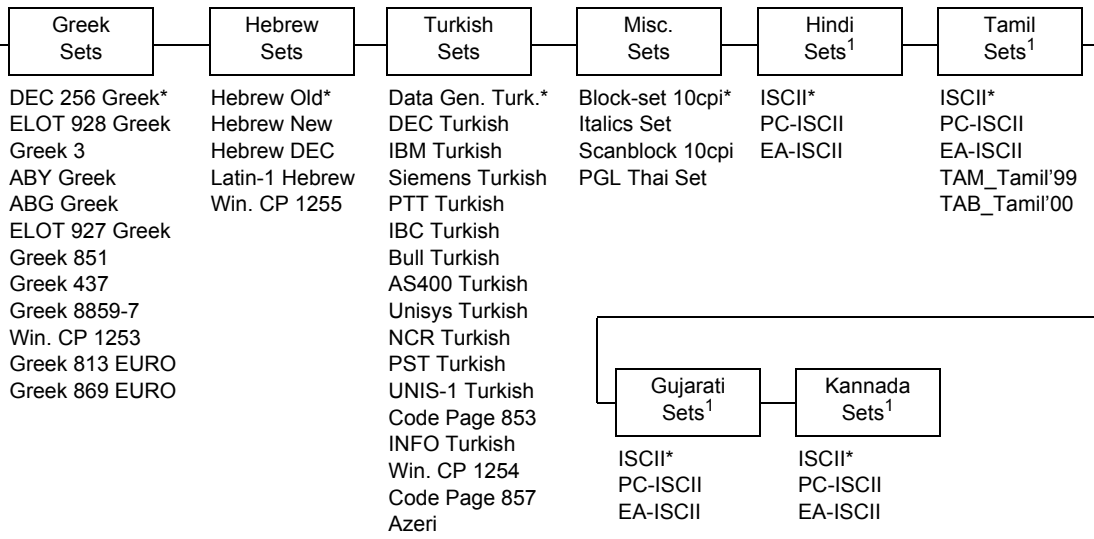 Greek
Sets
DEC 256 Greek*
ELOT 928 Greek
Greek 3
ABY Greek
ABG Greek
ELOT 927 Greek
Greek 851
Greek 437
Greek 8859-7
Win. CP 1253
Greek 813 EURO
Greek 869 EURO
Hebrew
Sets
Hebrew Old*
Hebrew New
Hebrew DEC
Latin-1 Hebrew
Win. CP 1255
Turkish
Sets
Data Gen. Turk.*
DEC Turkish
IBM Turkish
Siemens Turkish
PTT Turkish
IBC Turkish
Bull Turkish
AS400 Turkish
Unisys Turkish
NCR Turkish
PST Turkish
UNIS-1 Turkish
Code Page 853
INFO Turkish
Win. CP 1254
Code Page 857
Azeri
Misc.
Sets
Block-set 10cpi*
Italics Set
Scanblock 10cpi
PGL Thai Set
Hindi
Sets1
ISCII*
PC-ISCII
EA-ISCII
Tamil
Sets1
ISCII*
PC-ISCII
EA-ISCII
TAM_Tamil'99
TAB_Tamil'00
Gujarati
Sets1
ISCII*
PC-ISCII
EA-ISCII
Kannada
Sets1
ISCII*
PC-ISCII
EA-ISCII